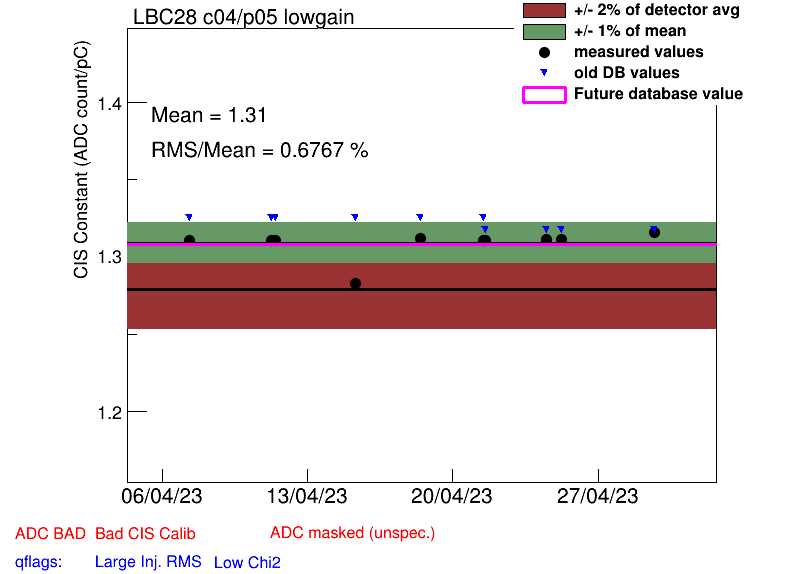 LBC28 c04/p05 lowgain
+/- 2% of detector avg
+/- 1% of mean
measured values
old DB values
Future database value
CIS Constant (ADC count/pC)
Mean = 1.31
RMS/Mean = 0.6767 %
1.4
1.3
1.2
06/04/23 13/04/23 20/04/23 27/04/23
ADC BAD Bad CIS Calib ADC masked (unspec.)
qflags: Large Inj. RMS Low Chi2